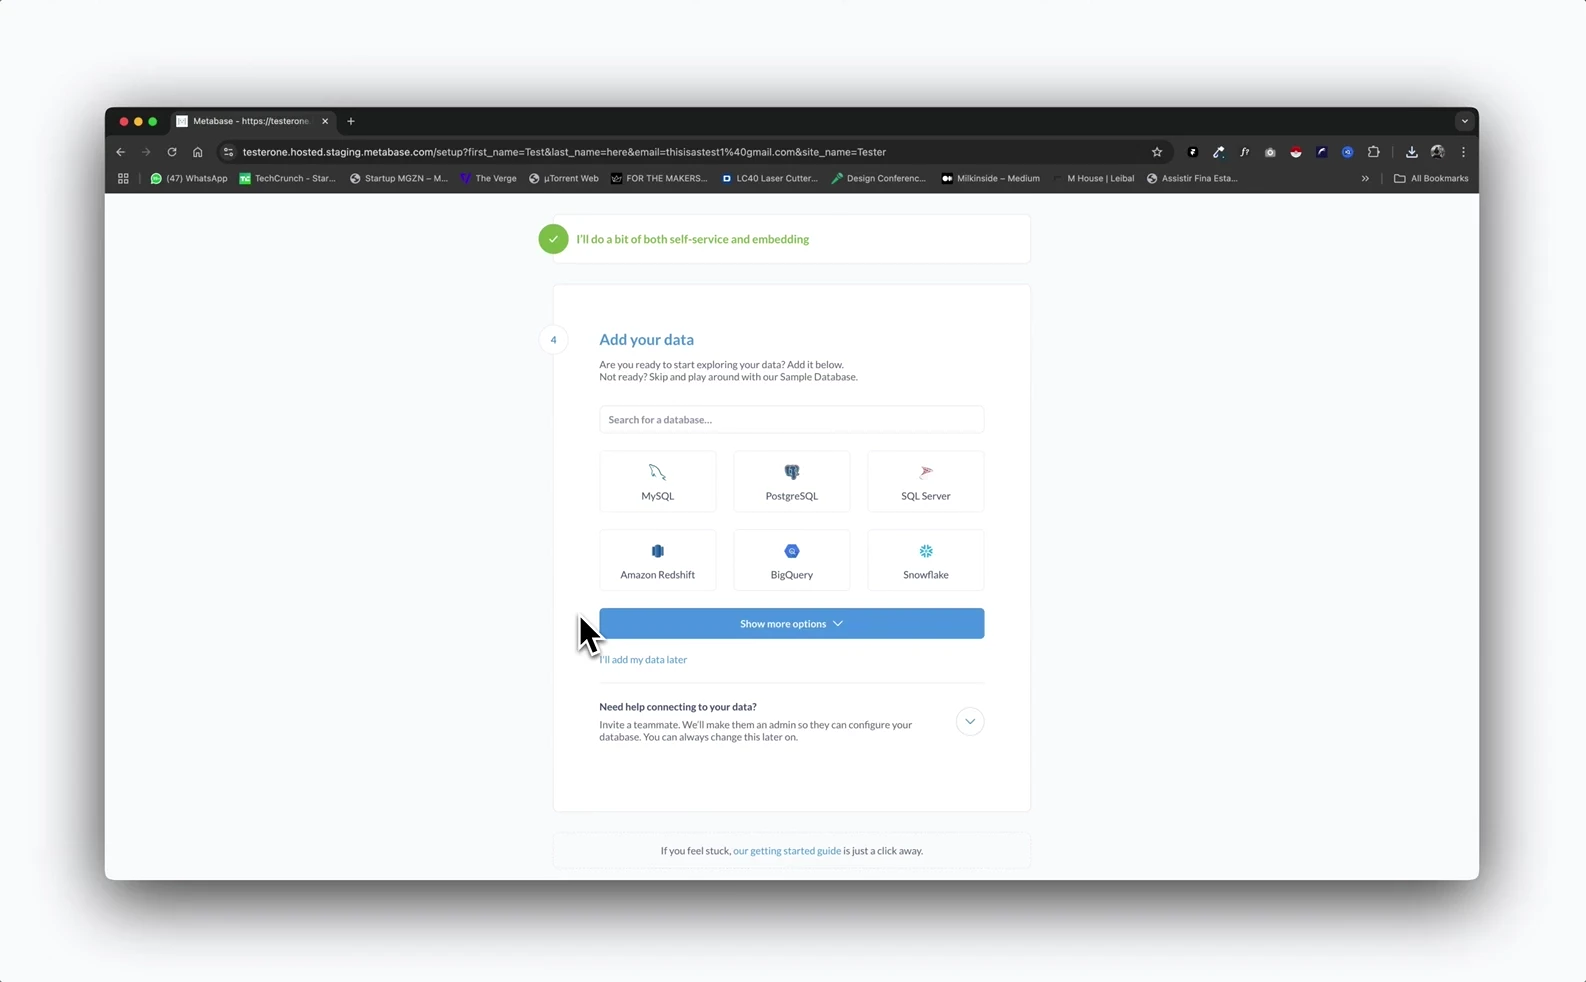 Metabase - https://testerone.
testerone.hosted.staging.metabase.com/setup?first_name=Test&last_name=here&email=thisisastest1%40gmail.com&site_name=Tester
(47) WhatsApp
TechCrunch - Star...
Startup MGZN – M...
The Verge
µTorrent Web
FOR THE MAKERS...
LC40 Laser Cutter...
Design Conferenc...
Milkinside – Medium
M House | Leibal
Assistir Fina Esta...
All Bookmarks
I'll do a bit of both self-service and embedding
4
Add your data
Are you ready to start exploring your data? Add it below.
Not ready? Skip and play around with our Sample Database.
Search for a database...
MySQL
PostgreSQL
SQL Server
Amazon Redshift
BigQuery
Snowflake
Show more options
I'll add my data later
Need help connecting to your data?
Invite a teammate. We'll make them an admin so they can configure your
database. You can always change this later on.
If you feel stuck, our getting started guide is just a click away.